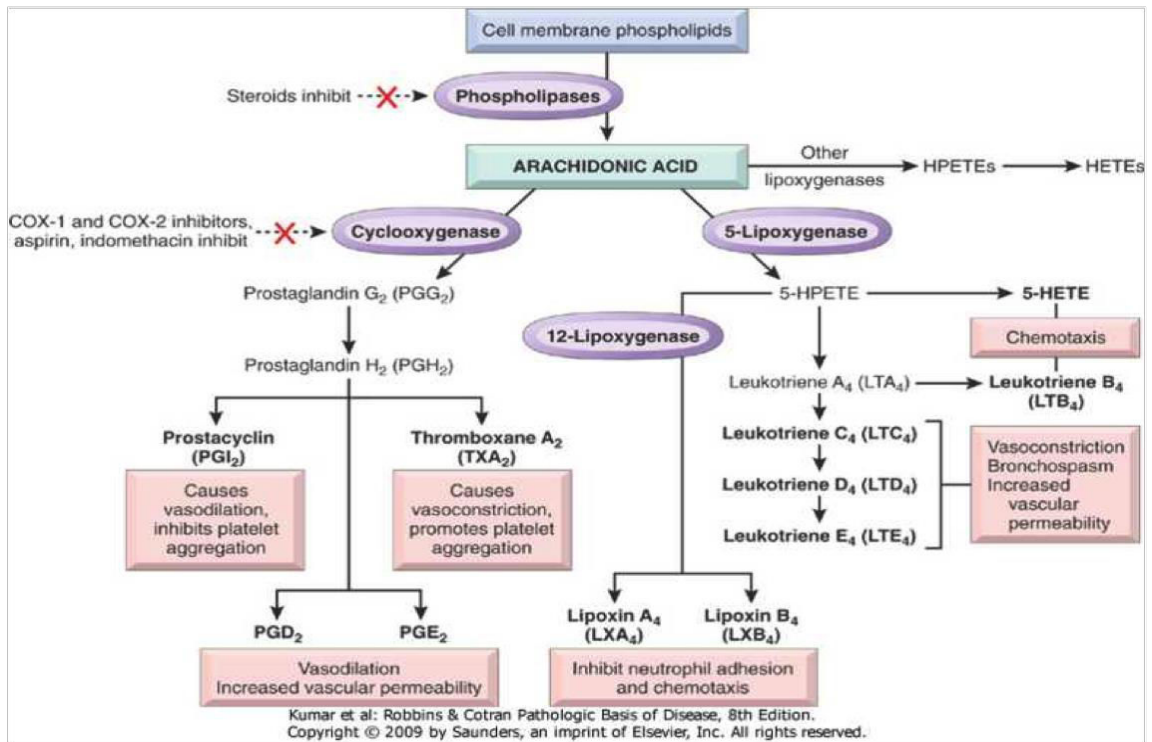 Cell membrane phospholipids
Steroids inhibit
Phospholipases
ARACHIDONIC ACID
Other
lipoxygenases
HPETEs
HETEs
COX-1 and COX-2 inhibitors,
aspirin, indomethacin inhibit
Cyclooxygenase
5-Lipoxygenase
Prostaglandin G₂ (PGG₂)
5-HPETE
5-HETE
12-Lipoxygenase
Chemotaxis
Prostaglandin H₂ (PGH₂)
Leukotriene A₄ (LTA₄)
Leukotriene B₄
(LTB₄)
Prostacyclin
(PGI₂)
Thromboxane A₂
(TXA₂)
Leukotriene C₄ (LTC₄)
Leukotriene D₄ (LTD₄)
Leukotriene E₄ (LTE₄)
Vasoconstriction
Bronchospasm
Increased
vascular
permeability
Causes
vasodilation,
inhibits platelet
aggregation
Causes
vasoconstriction,
promotes platelet
aggregation
PGD₂
PGE₂
Lipoxin A₄
(LXA₄)
Lipoxin B₄
(LXB₄)
Vasodilation
Increased vascular permeability
Inhibit neutrophil adhesion
and chemotaxis
Kumar et al: Robbins & Cotran Pathologic Basis of Disease, 8th Edition.
Copyright © 2009 by Saunders, an imprint of Elsevier, Inc. All rights reserved.